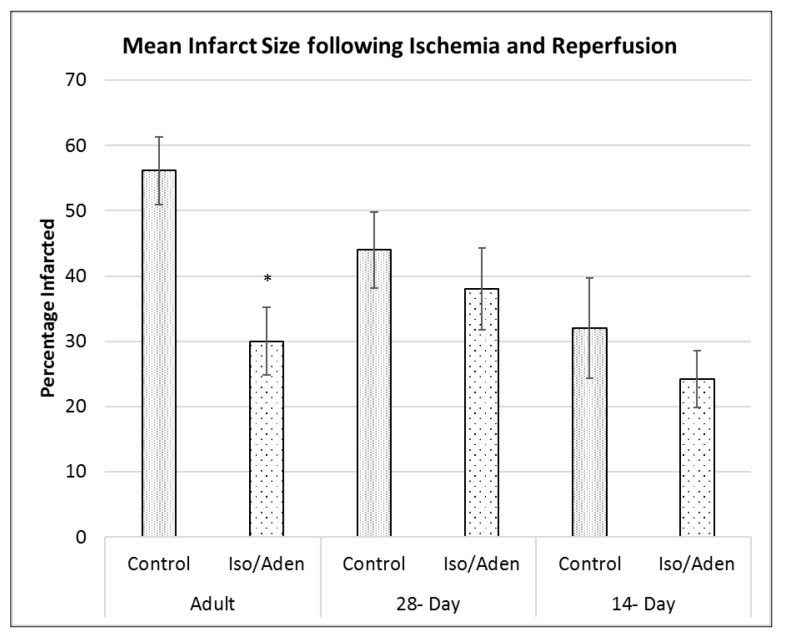 Mean Infarct Size following Ischemia and Reperfusion
Percentage Infarcted
70
60
50
40
30
20
10
0
*
Control Iso/Aden Control Iso/Aden Control Iso/Aden
Adult 28- Day 14- Day